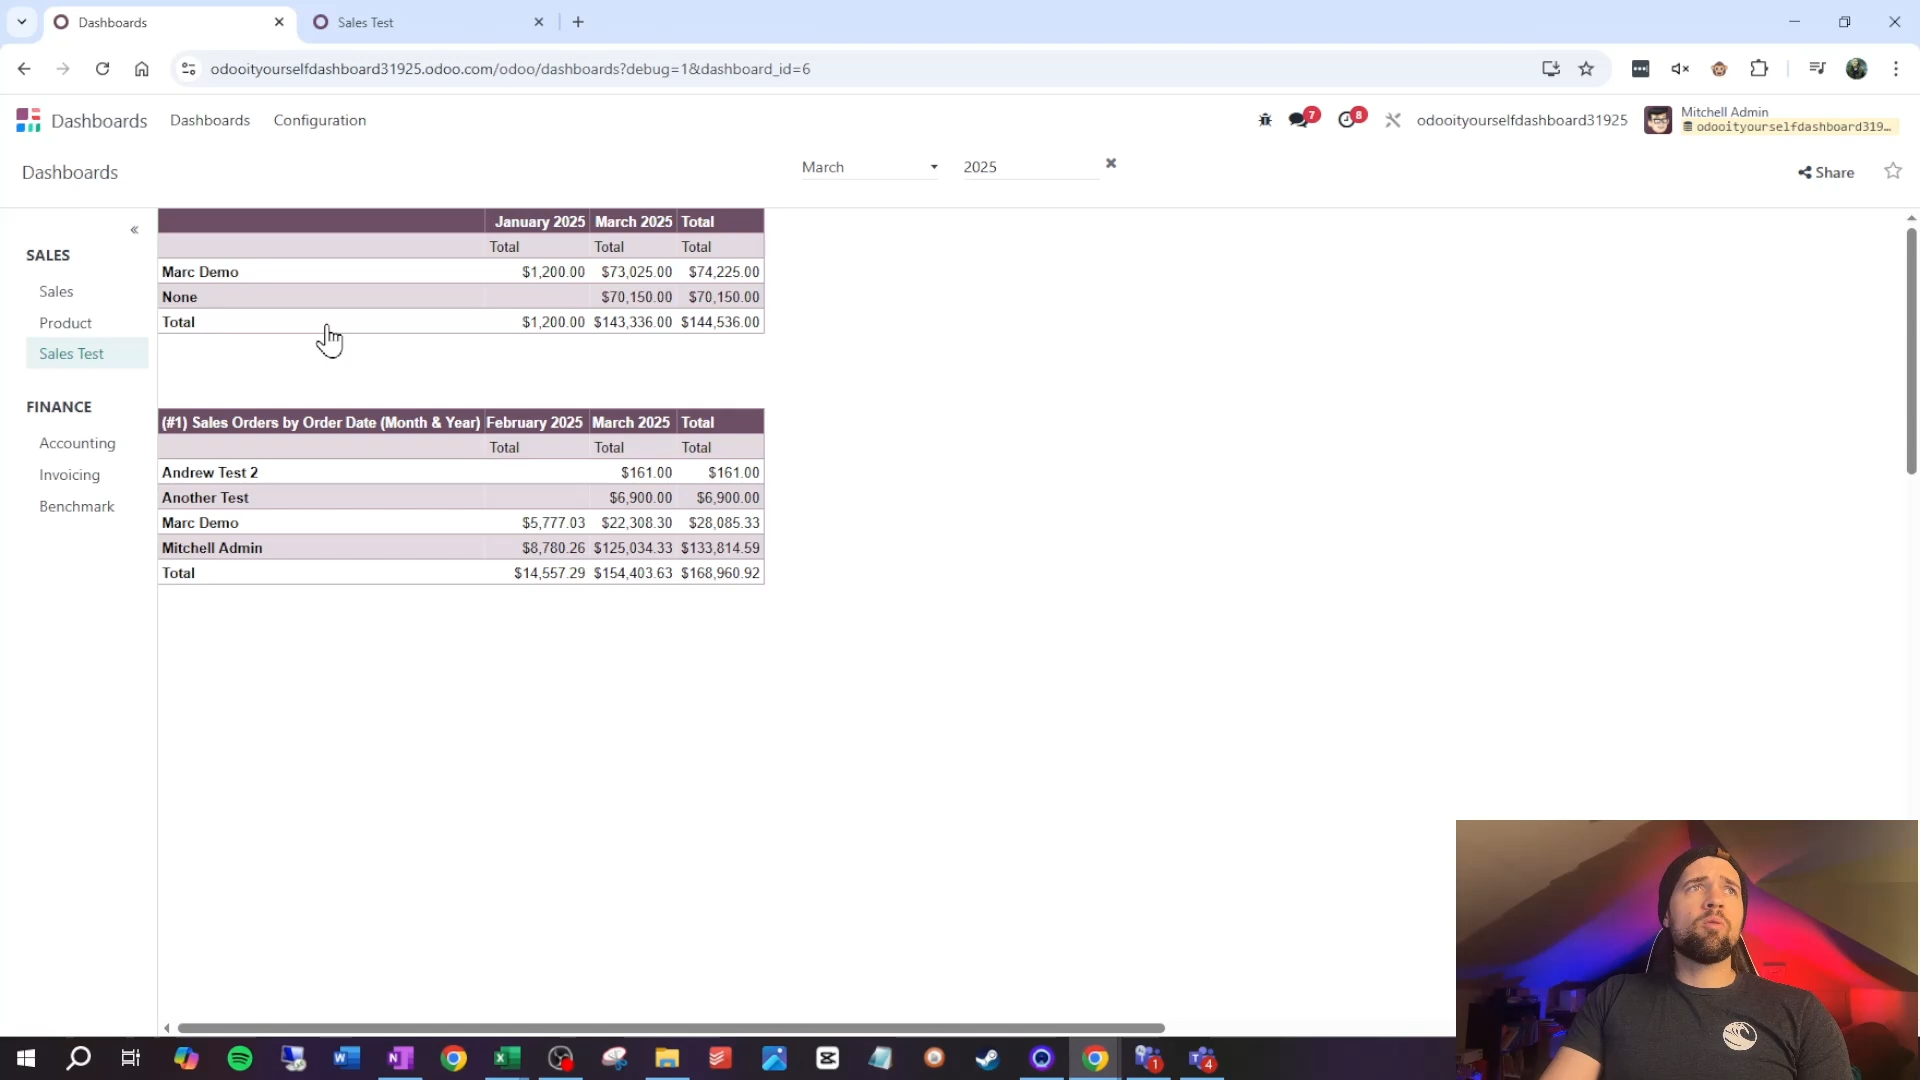 Dashboards
Sales Test
odooityourselfdashboard31925.odoo.com/odoo/dashboards?debug=1&dashboard_id=6
Dashboards Dashboards Configuration
7 8 odooityourselfdashboard31925
Mitchell Admin
odooityourselfdashboard319...
Dashboards
March 2025
Share
SALES
Sales
Product
Sales Test
FINANCE
Accounting
Invoicing
Benchmark
January 2025 March 2025 Total
Total Total Total
Marc Demo $1,200.00 $73,025.00 $74,225.00
None $70,150.00 $70,150.00
Total $1,200.00 $143,336.00 $144,536.00
(#1) Sales Orders by Order Date (Month & Year) February 2025 March 2025 Total
Total Total Total
Andrew Test 2 $161.00 $161.00
Another Test $6,900.00 $6,900.00
Marc Demo $5,777.03 $22,308.30 $28,085.33
Mitchell Admin $8,780.26 $125,034.33 $133,814.59
Total $14,557.29 $154,403.63 $168,960.92
1 4